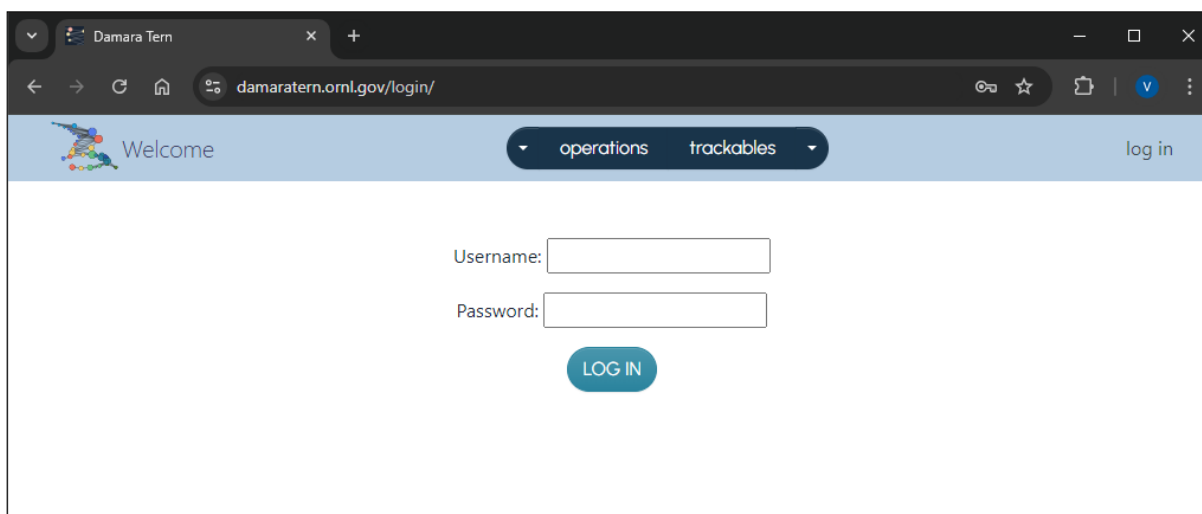 Damara Tern
damaratern.ornl.gov/login/
V
Welcome
operations
trackables
log in
Username:
Password:
LOG IN